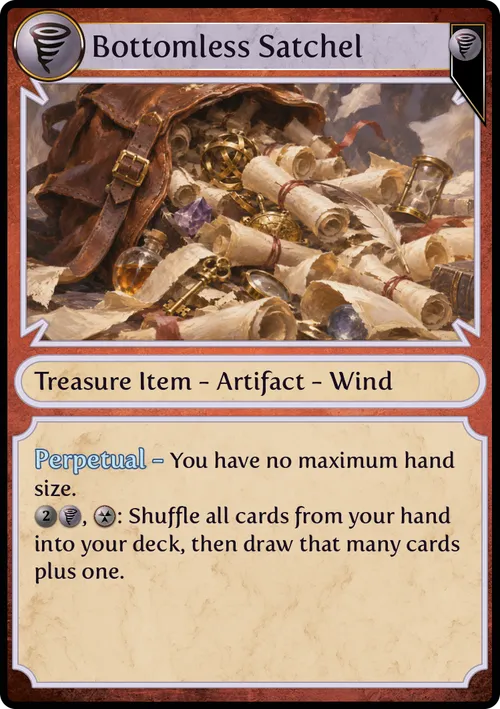 Bottomless Satchel
Treasure Item - Artifact - Wind
Perpetual - You have no maximum hand
size.
2, : Shuffle all cards from your hand
into your deck, then draw that many cards
plus one.